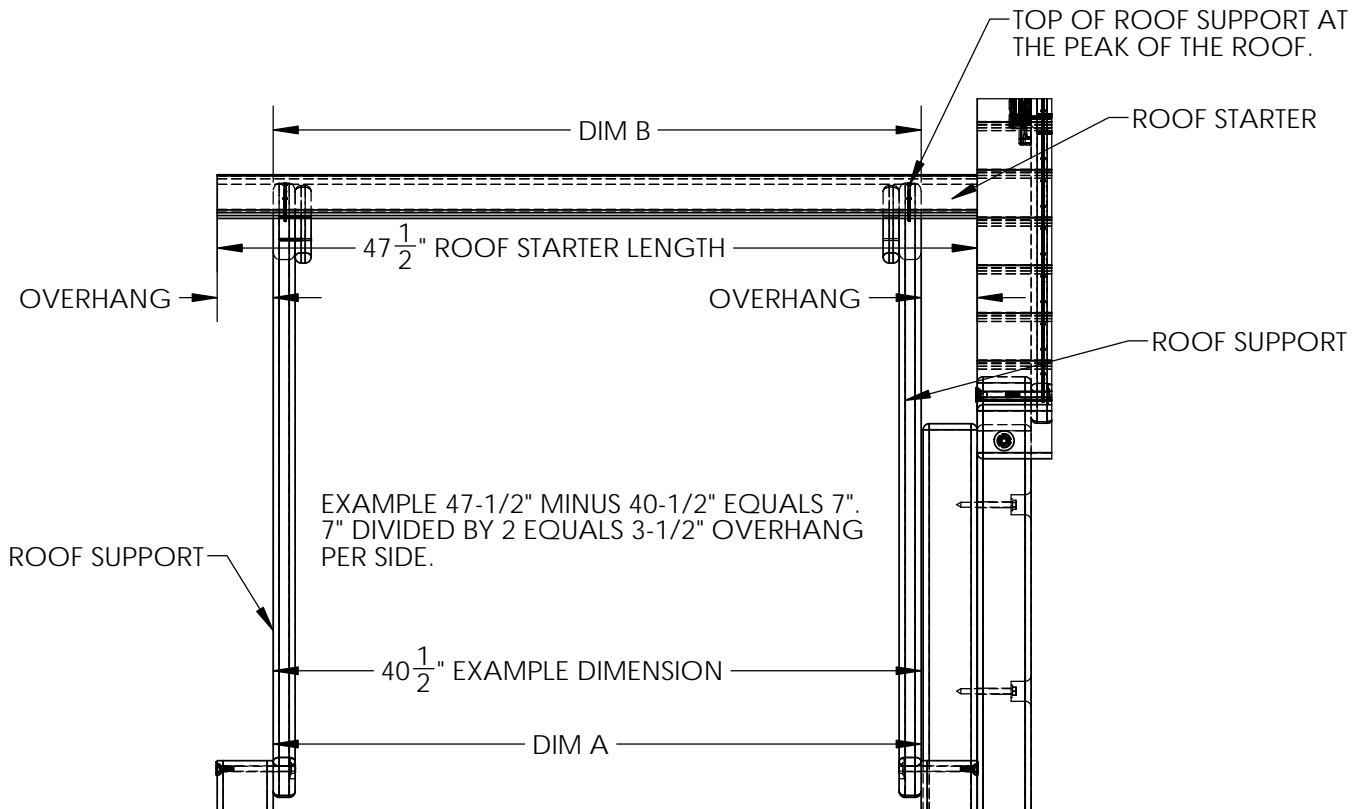 TOP OF ROOF SUPPORT AT
THE PEAK OF THE ROOF.
ROOF STARTER
DIM B
47 1/2" ROOF STARTER LENGTH
OVERHANG
OVERHANG
ROOF SUPPORT
EXAMPLE 47-1/2" MINUS 40-1/2" EQUALS 7".
7" DIVIDED BY 2 EQUALS 3-1/2" OVERHANG
PER SIDE.
ROOF SUPPORT
40 1/2" EXAMPLE DIMENSION
DIM A